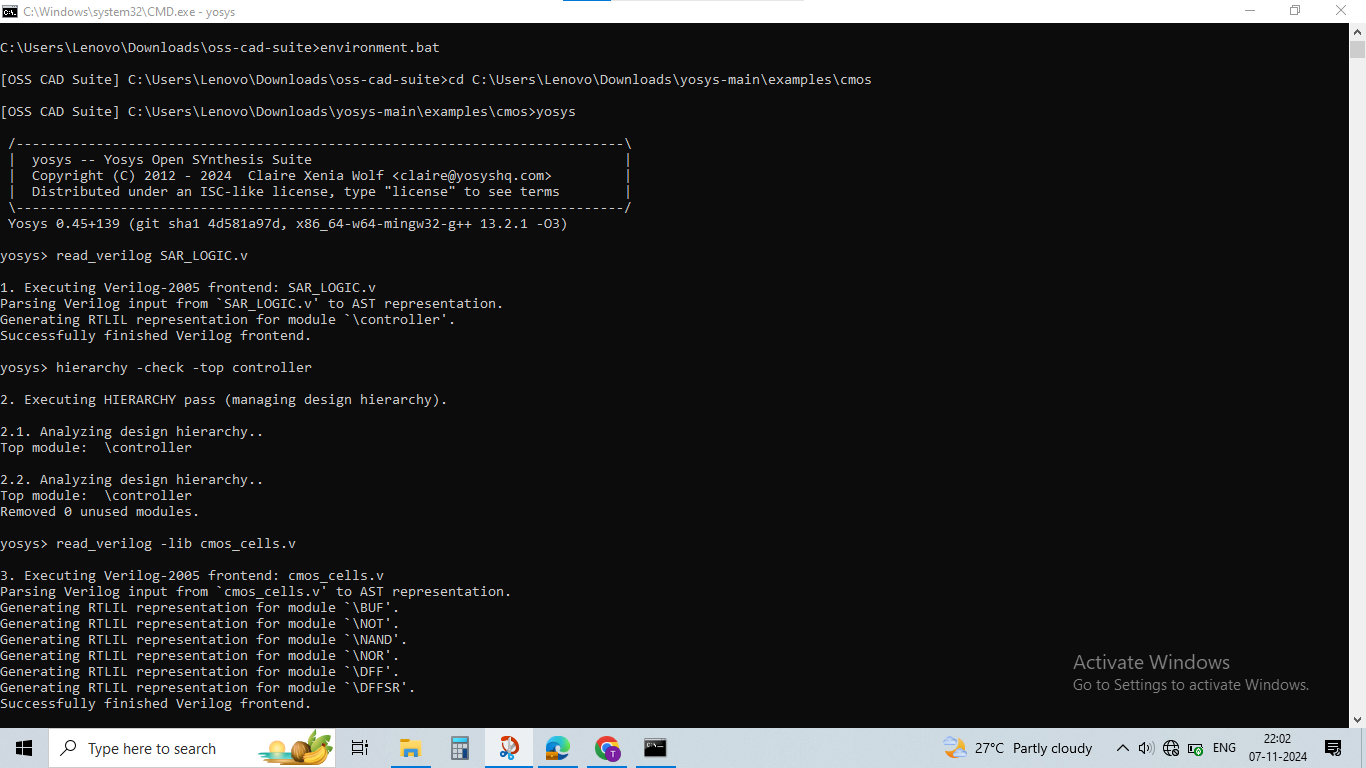 C:\Windows\system32\CMD.exe - yosys
C:\Users\Lenovo\Downloads\oss-cad-suite>environment.bat
[OSS CAD Suite] C:\Users\Lenovo\Downloads\oss-cad-suite>cd C:\Users\Lenovo\Downloads\yosys-main\examples\cmos
[OSS CAD Suite] C:\Users\Lenovo\Downloads\yosys-main\examples\cmos>yosys
/----------------------------------------------------------------------------\
| yosys -- Yosys Open SYnthesis Suite |
| Copyright (C) 2012 - 2024 Claire Xenia Wolf <claire@yosyshq.com> |
| Distributed under an ISC-like license, type "license" to see terms |
\----------------------------------------------------------------------------/
Yosys 0.45+139 (git sha1 4d581a97d, x86_64-w64-mingw32-g++ 13.2.1 -O3)
yosys> read_verilog SAR_LOGIC.v
1. Executing Verilog-2005 frontend: SAR_LOGIC.v
Parsing Verilog input from `SAR_LOGIC.v' to AST representation.
Generating RTLIL representation for module `\controller'.
Successfully finished Verilog frontend.
yosys> hierarchy -check -top controller
2. Executing HIERARCHY pass (managing design hierarchy).
2.1. Analyzing design hierarchy..
Top module:  \controller
2.2. Analyzing design hierarchy..
Top module:  \controller
Removed 0 unused modules.
yosys> read_verilog -lib cmos_cells.v
3. Executing Verilog-2005 frontend: cmos_cells.v
Parsing Verilog input from `cmos_cells.v' to AST representation.
Generating RTLIL representation for module `\BUF'.
Generating RTLIL representation for module `\NOT'.
Generating RTLIL representation for module `\NAND'.
Generating RTLIL representation for module `\NOR'.
Generating RTLIL representation for module `\DFF'.
Generating RTLIL representation for module `\DFFSR'.
Successfully finished Verilog frontend.
Activate Windows
Go to Settings to activate Windows.
Type here to search
T
27°C Partly cloudy
ENG
22:02
07-11-2024